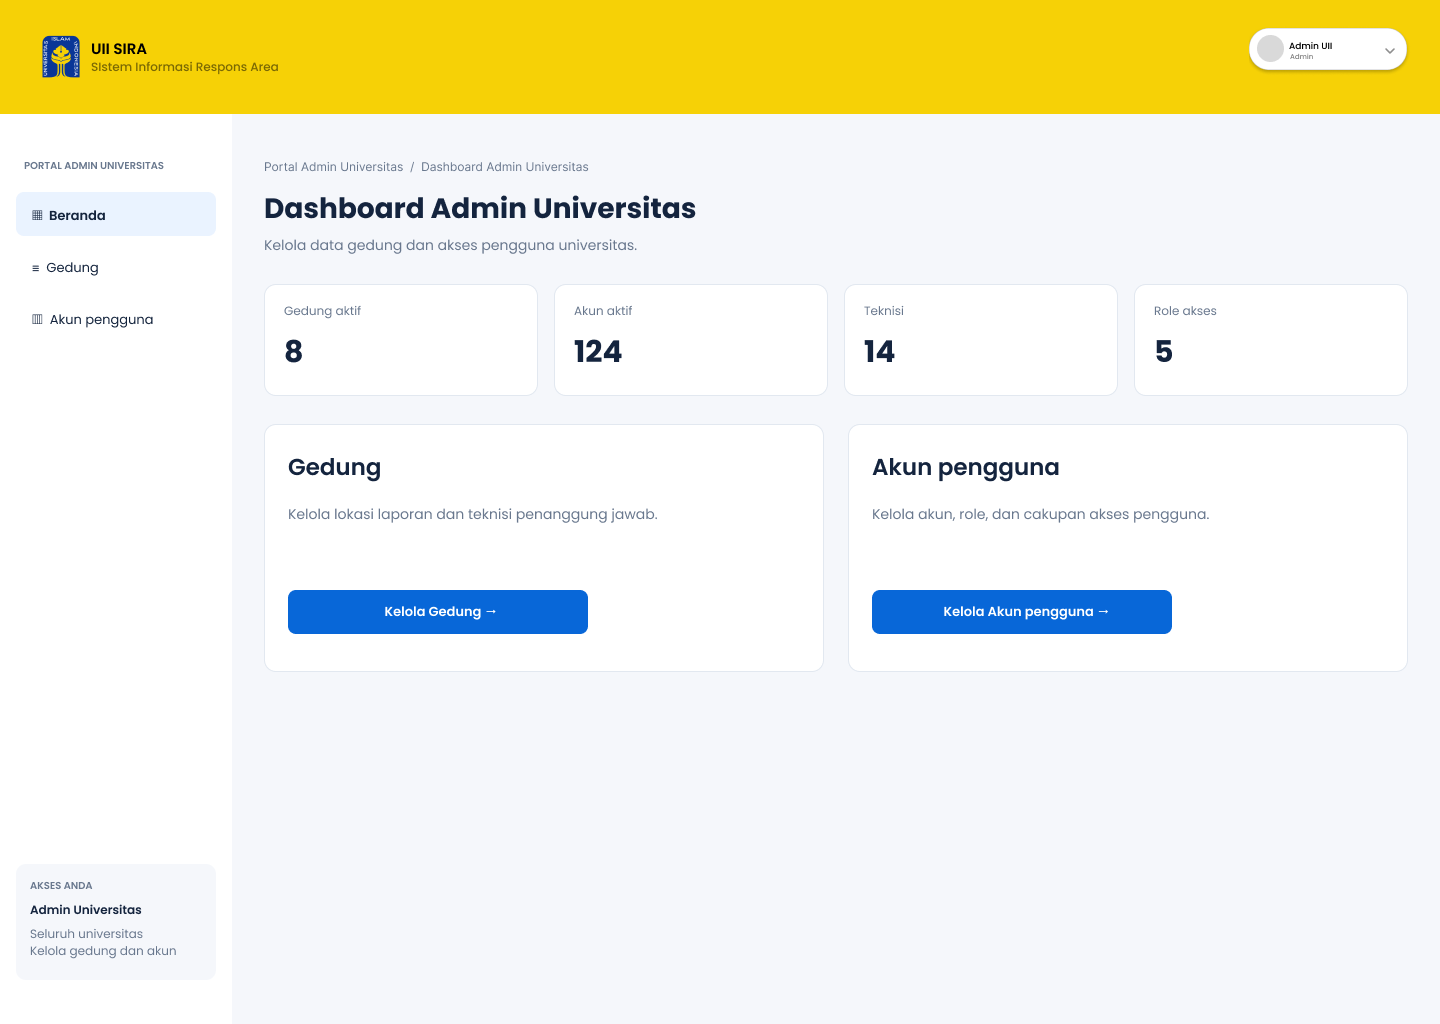 ISLAM
UNIVERSITAS
INDONESIA
UII SIRA
SIstem Informasi Respons Area
Admin UII
Admin
PORTAL ADMIN UNIVERSITAS
Beranda
Gedung
Akun pengguna
AKSES ANDA
Admin Universitas
Seluruh universitas
Kelola gedung dan akun
Portal Admin Universitas / Dashboard Admin Universitas
Dashboard Admin Universitas
Kelola data gedung dan akses pengguna universitas.
Gedung aktif
8
Akun aktif
124
Teknisi
14
Role akses
5
Gedung
Kelola lokasi laporan dan teknisi penanggung jawab.
Kelola Gedung →
Akun pengguna
Kelola akun, role, dan cakupan akses pengguna.
Kelola Akun pengguna →